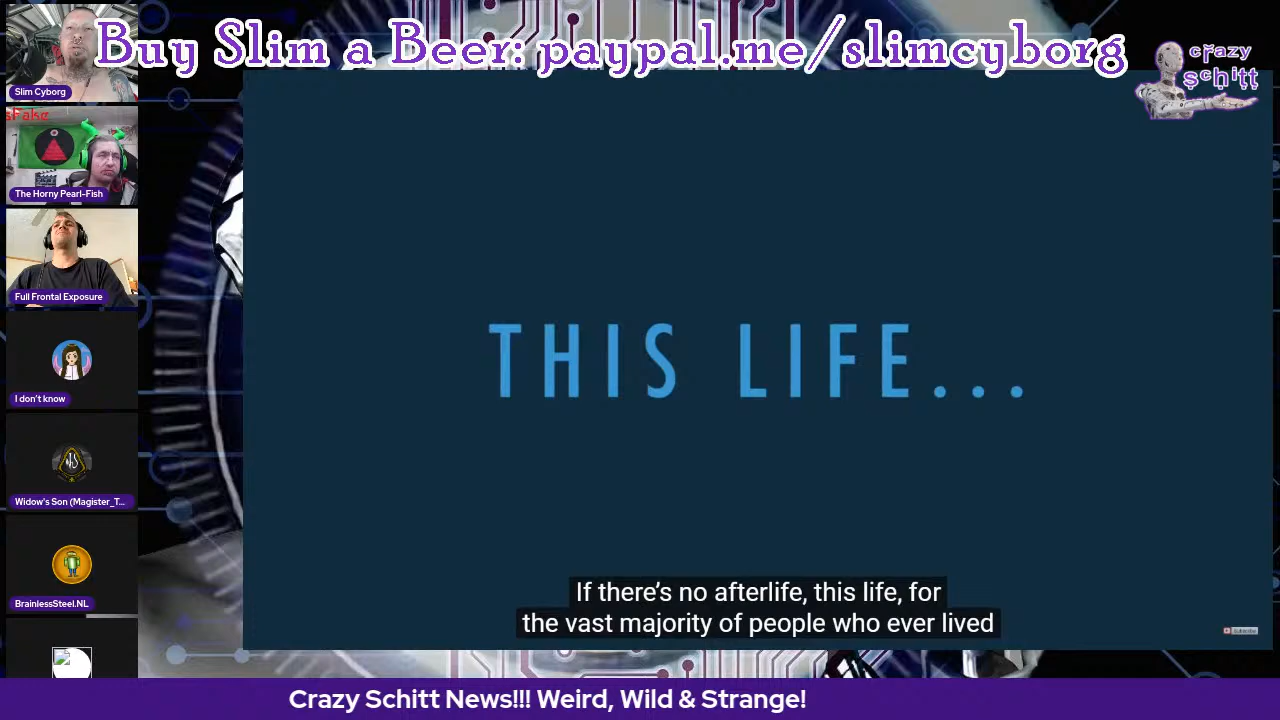 Buy Slim a Beer: paypal.me/slimcyborg
crazy
schitt
Slim Cyborg
sFake
The Horny Pearl-Fish
Full Frontal Exposure
I don't know
Widow's Son (Magister_T...
BrainlessSteel.NL
THIS LIFE...
If there's no afterlife, this life, for
the vast majority of people who ever lived
Subscribe
Crazy Schitt News!!! Weird, Wild & Strange!